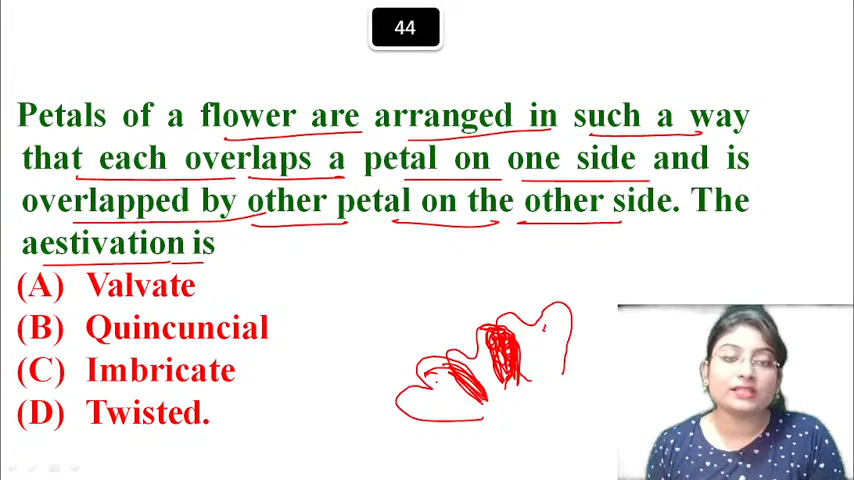 44
Petals of a flower are arranged in such a way
that each overlaps a petal on one side and is
overlapped by other petal on the other side. The
aestivation is
(A) Valvate
(B) Quincuncial
(C) Imbricate
(D) Twisted.